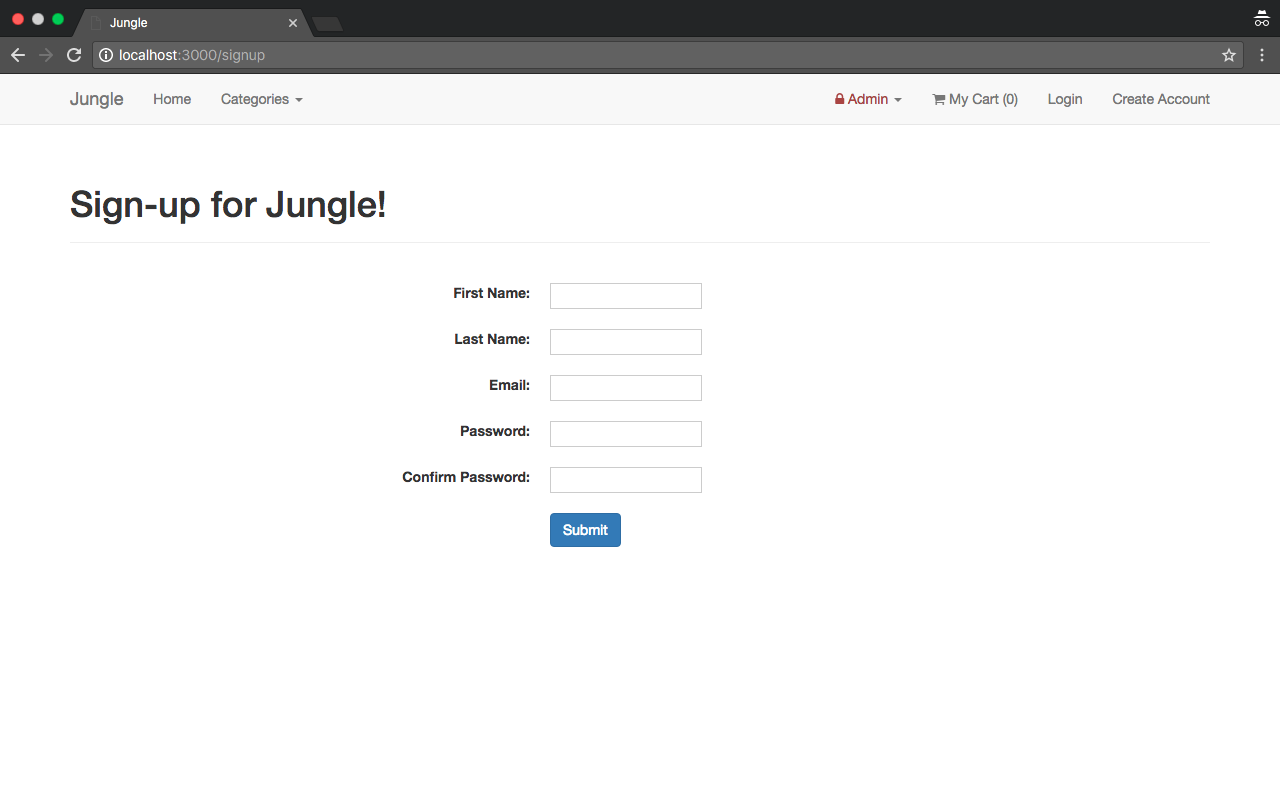 Jungle
localhost:3000/signup
Jungle Home Categories Admin My Cart (0) Login Create Account
Sign-up for Jungle!
First Name:
Last Name:
Email:
Password:
Confirm Password:
Submit